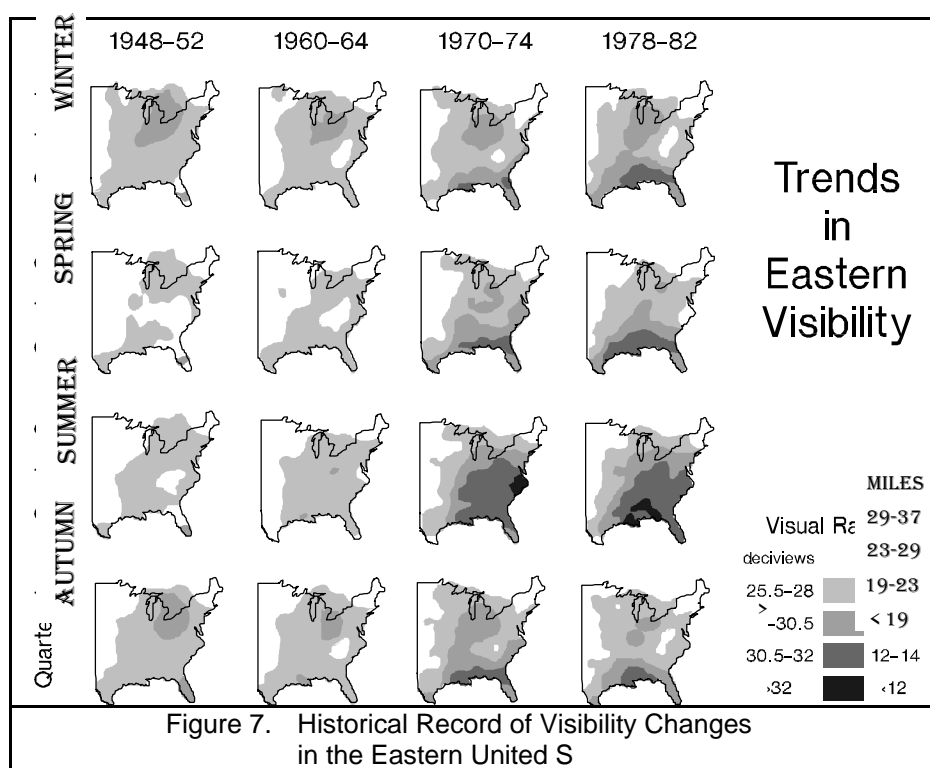 1948–52 1960–64 1970–74 1978–82
WINTER
SPRING
SUMMER
AUTUMN
Quarte
Trends
in
Eastern
Visibility
MILES
29-37
Visual Ra
23-29
deciviews
25.5–28 19-23
>
–30.5 < 19
30.5–32 12–14
›32 ‹12
Figure 7. Historical Record of Visibility Changes
in the Eastern United S